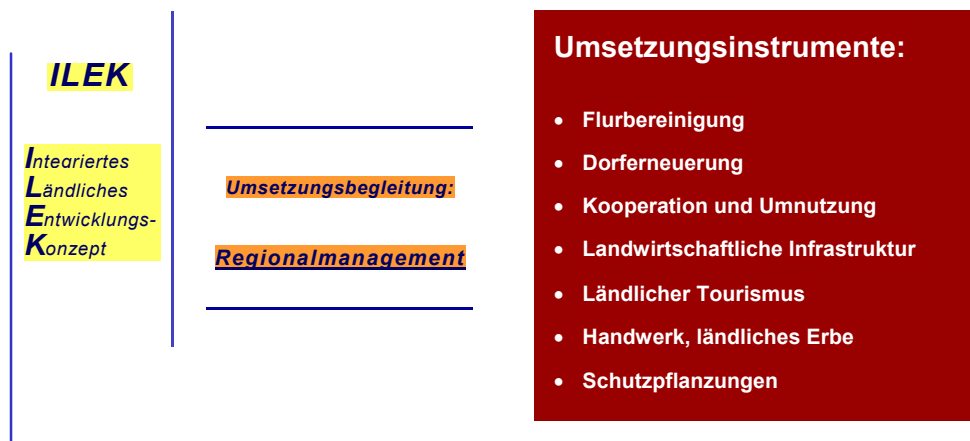 ILEK
Inteariertes
Ländliches
Entwicklungs-
Konzept
Umsetzungsbegleitung:
Regionalmanagement
Umsetzungsinstrumente:
• Flurbereinigung
• Dorferneuerung
• Kooperation und Umnutzung
• Landwirtschaftliche Infrastruktur
• Ländlicher Tourismus
• Handwerk, ländliches Erbe
• Schutzpflanzungen